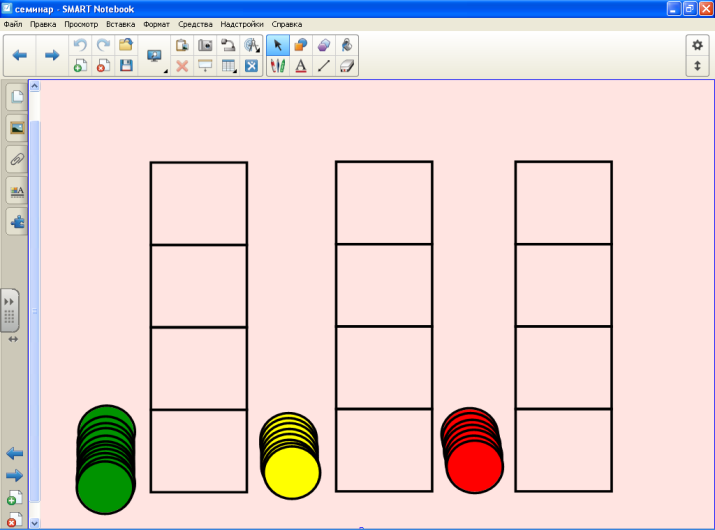 семинар - SMART Notebook
Файл Правка Просмотр Вставка Формат Средства Надстройки Справка